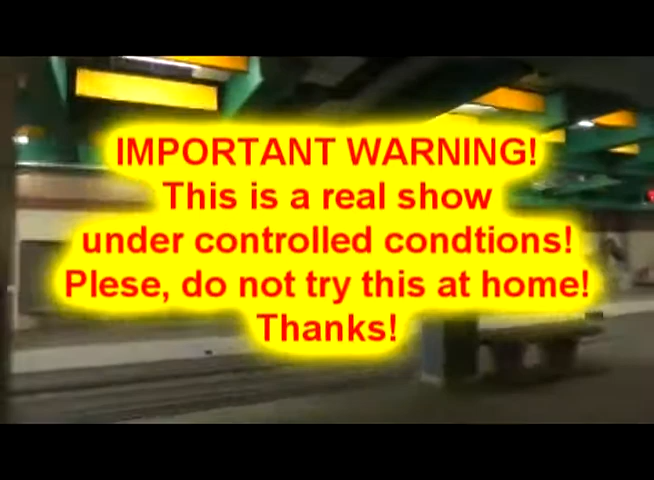 IMPORTANT WARNING!
This is a real show
under controlled condtions!
Plese, do not try this at home!
Thanks!